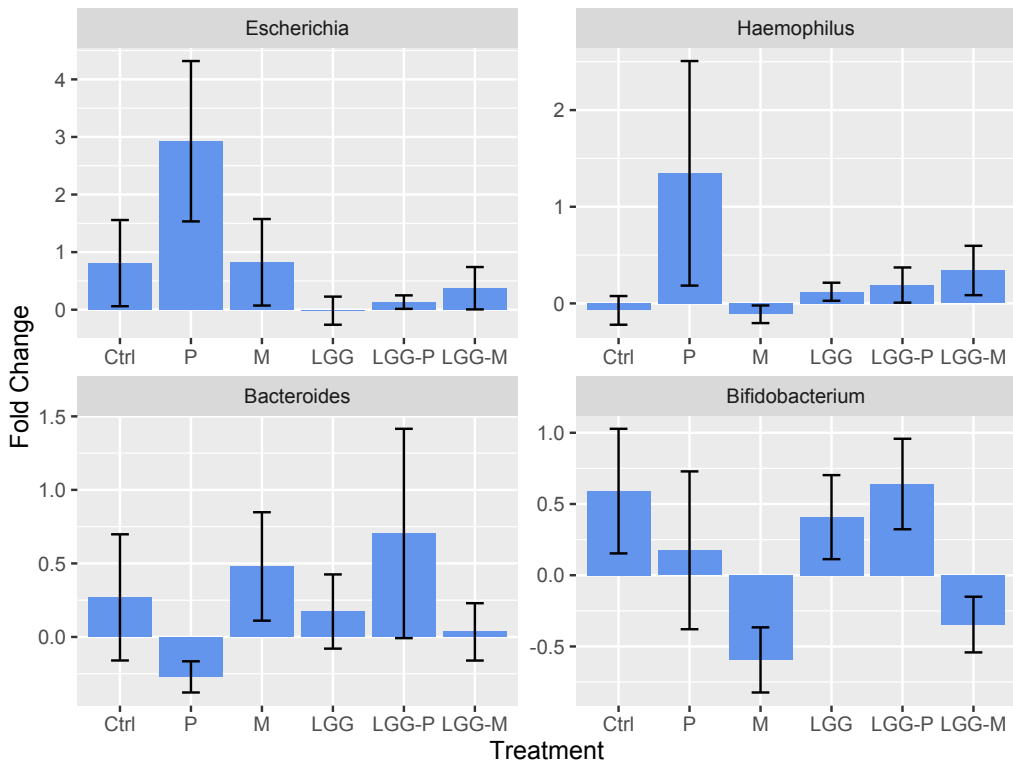 Escherichia
Haemophilus
4
3
2
1
0
2
1
0
Ctrl P M LGG LGG-P LGG-M
Ctrl P M LGG LGG-P LGG-M
Fold Change
Bacteroides
Bifidobacterium
1.5
1.0
0.5
0.0
1.0
0.5
0.0
-0.5
Ctrl P M LGG LGG-P LGG-M
Ctrl P M LGG LGG-P LGG-M
Treatment